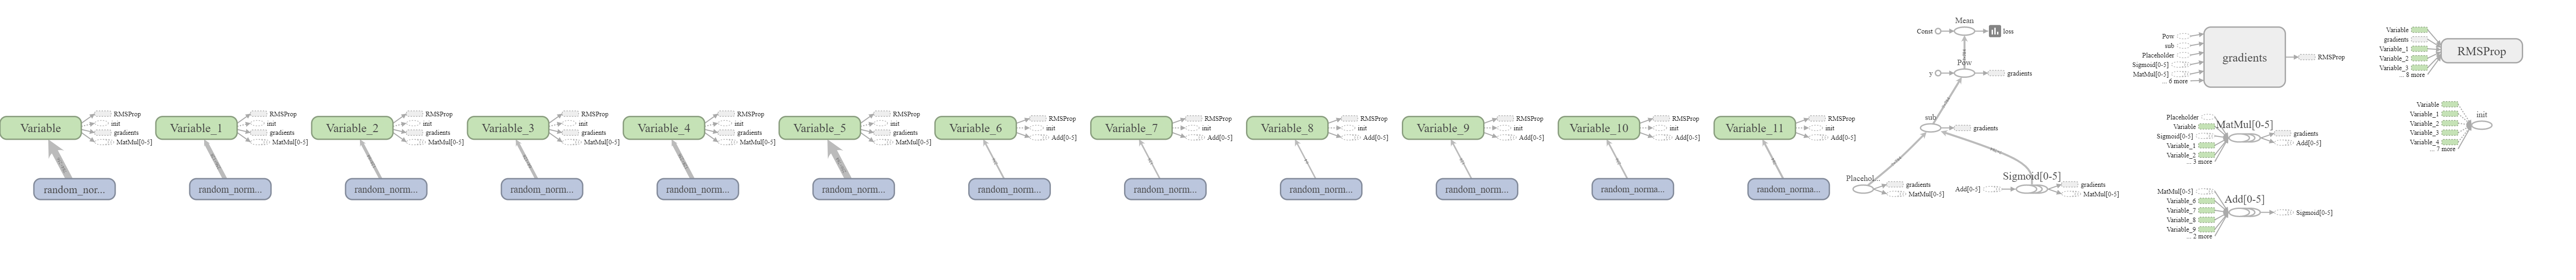 Variable
RMSProp
init
gradients
MatMul[0-5]
random_nor...
Variable_1
RMSProp
init
gradients
MatMul[0-5]
random_norm...
Variable_2
RMSProp
init
gradients
MatMul[0-5]
random_norm...
Variable_3
RMSProp
init
gradients
MatMul[0-5]
random_norm...
Variable_4
RMSProp
init
gradients
MatMul[0-5]
random_norm...
Variable_5
RMSProp
init
gradients
MatMul[0-5]
random_norm...
Variable_6
RMSProp
init
Add[0-5]
random_norm...
Variable_7
RMSProp
init
Add[0-5]
random_norm...
Variable_8
RMSProp
init
Add[0-5]
random_norm...
Variable_9
RMSProp
init
Add[0-5]
random_norm...
Variable_10
RMSProp
init
Add[0-5]
random_norma...
Variable_11
RMSProp
init
Add[0-5]
random_norma...
Mean
Const
loss
Pow
y
gradients
sub
gradients
Placehol...
gradients
MatMul[0-5]
Sigmoid[0-5]
Add[0-5]
gradients
MatMul[0-5]
Pow
sub
Placeholder
Sigmoid[0-5]
MatMul[0-5]
... 6 more
gradients
RMSProp
Placeholder
Variable
Sigmoid[0-5]
Variable_1
Variable_2
... 3 more
MatMul[0-5]
gradients
Add[0-5]
MatMul[0-5]
Variable_6
Variable_7
Variable_8
Variable_9
... 2 more
Add[0-5]
Sigmoid[0-5]
Variable
gradients
Variable_1
Variable_2
Variable_3
... 8 more
RMSProp
Variable
Variable_1
Variable_2
Variable_3
Variable_4
... 7 more
init